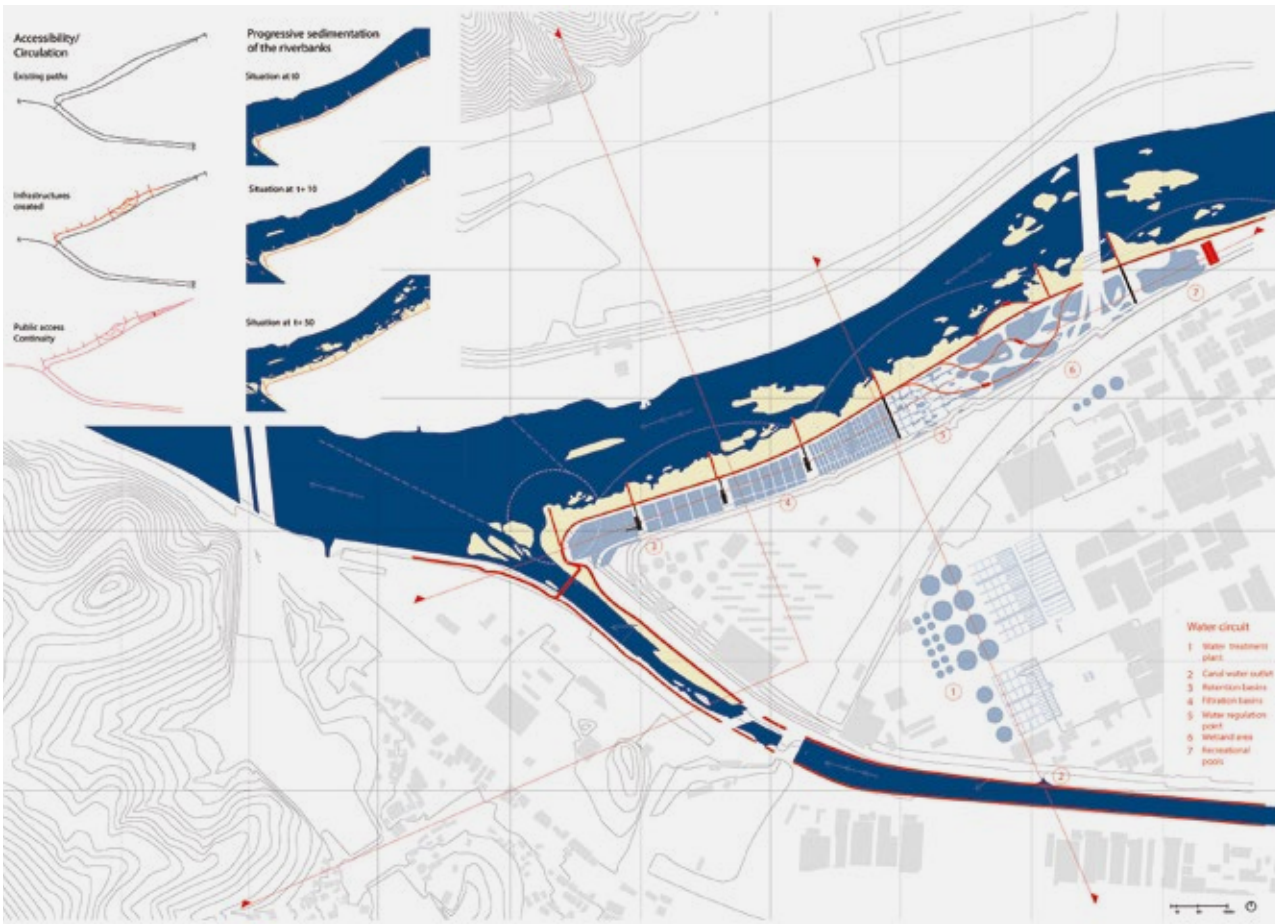 Accessibility/
Circulation
Existing paths
Infrastructures
created
Public access
Continuity
Progressive sedimentation
of the riverbanks
Situation at t0
Situation at t+ 10
Situation at t+ 50
7
6
5
4
3
1
2
Water circuit
1 Water treatment
plant
2 Canal water outlet
3 Retention basins
4 Filtration basins
5 Water regulation
point
6 Wetland area
7 Recreational
pools